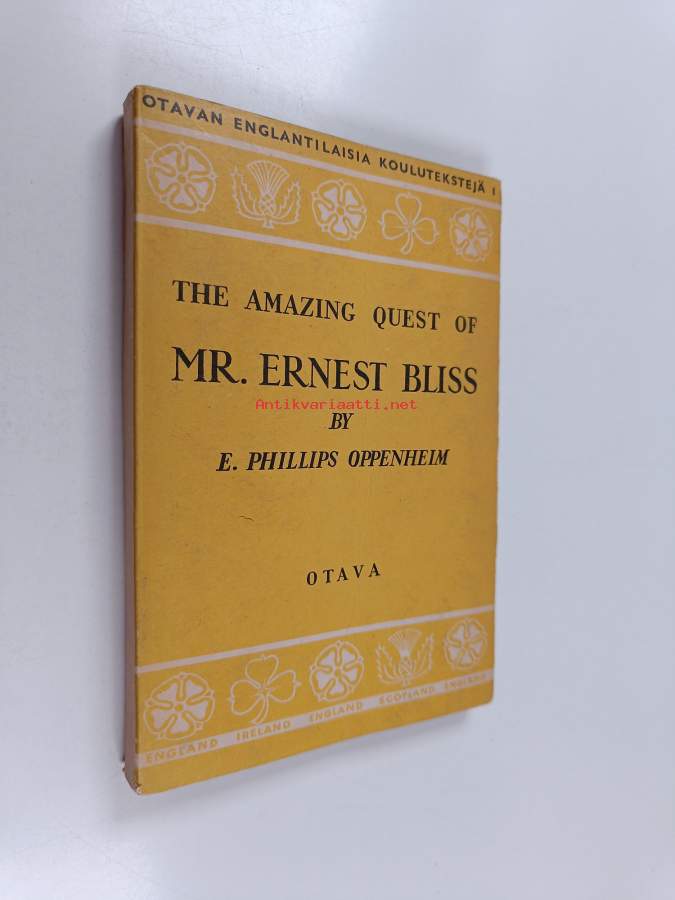 OTAVAN ENGLANTILAISIA KOULUTEKSTEJÄ 1
THE AMAZING QUEST OF
MR. ERNEST BLISS
Antikvariaatti.net
BY
E. PHILLIPS OPPENHEIM
OTAVA
ENGLAND IRELAND ENGLAND SCOTLAND ENGLAND